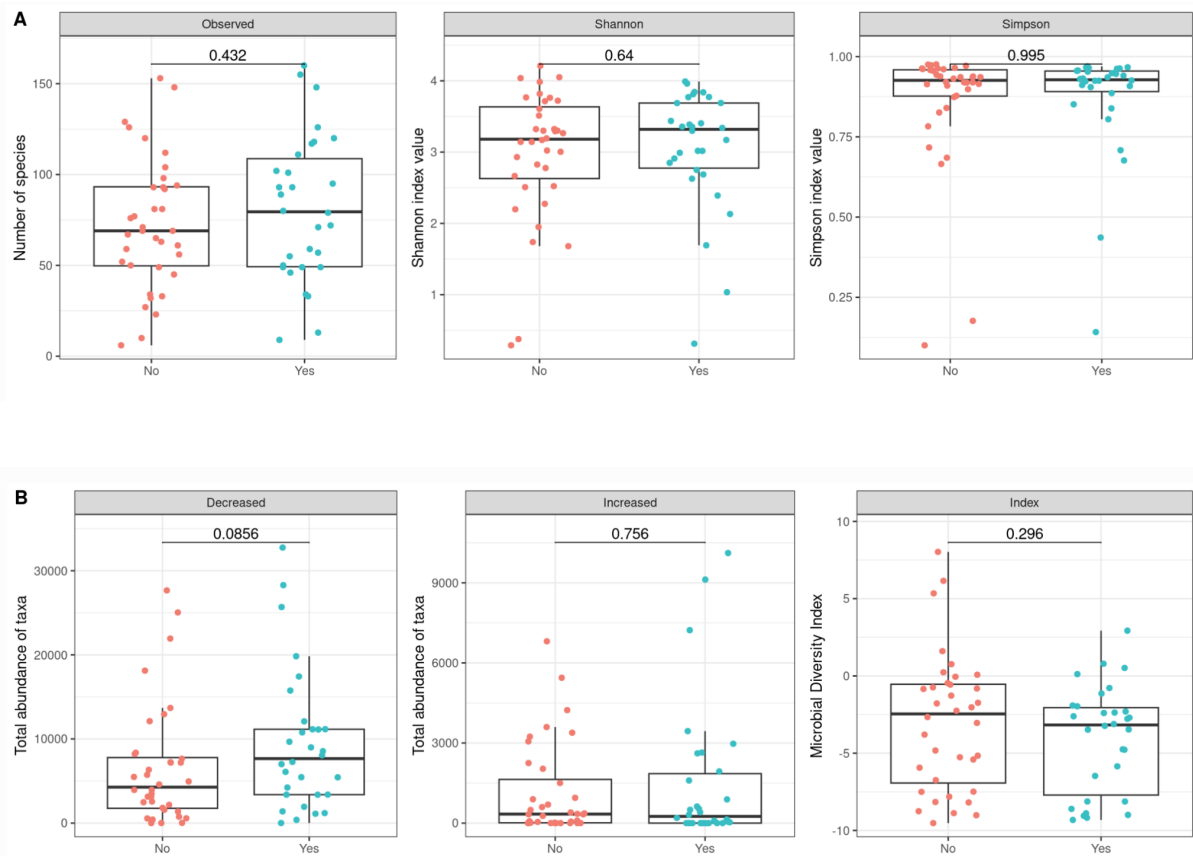 A
Observed
Shannon
Simpson
0.432
0.64
0.995
Number of species
150
100
50
0
No
Yes
Shannon index value
4
3
2
1
No
Yes
Simpson index value
1.00
0.75
0.50
0.25
No
Yes
B
Decreased
Increased
Index
0.0856
0.756
0.296
Total abundance of taxa
30000
20000
10000
0
No
Yes
Total abundance of taxa
9000
6000
3000
0
No
Yes
Microbial Diversity Index
10
5
0
-5
-10
No
Yes